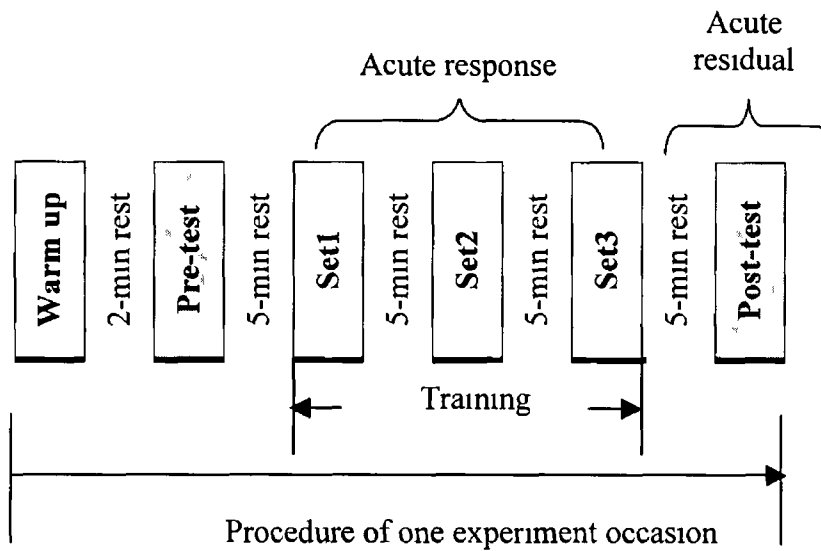 Acute
residual
Acute response
Warm up
2-min rest
Pre-test
5-min rest
Set1
5-min rest
Set2
5-min rest
Set3
5-min rest
Post-test
Training
Procedure of one experiment occasion